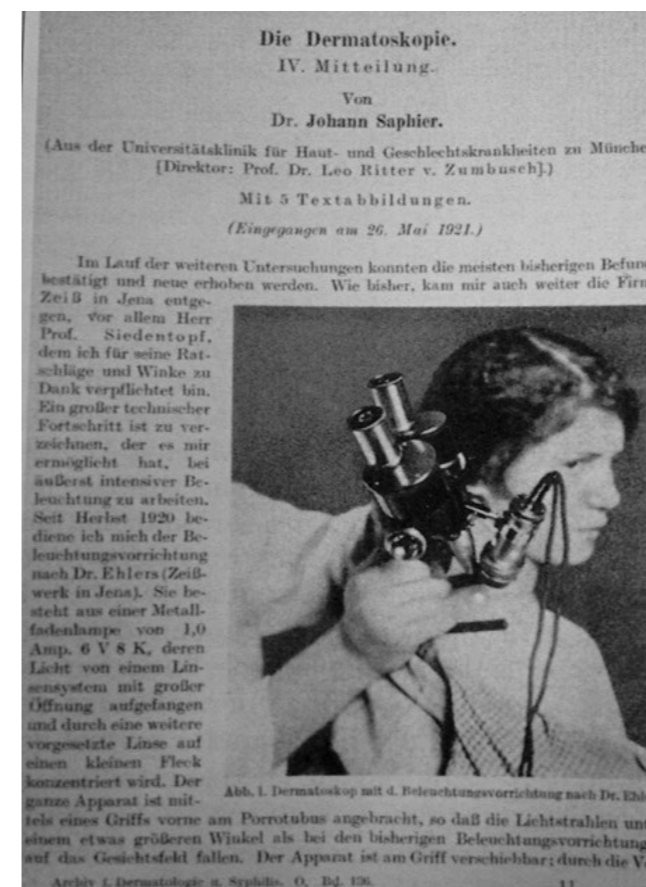 Die Dermatoskopie.
IV. Mitteilung.
Von
Dr. Johann Saphier.
(Aus der Universitätsklinik für Haut- und Geschlechtskrankheiten zu Münche
[Direktor: Prof. Dr. Leo Ritter v. Zumbusch].)
Mit 5 Textabbildungen.
(Eingegangen am 26. Mai 1921.)
Im Lauf der weiteren Untersuchungen konnten die meisten bisherigen Befun
bestätigt und neue erhoben werden. Wie bisher, kam mir auch weiter die Firm
Zeiß in Jena entge-
gen, vor allem Herr
Prof. Siedentopf,
dem ich für seine Rat-
schläge und Winke zu
Dank verpflichtet bin.
Ein großer technischer
Fortschritt ist zu ver-
zeichnen, der es mir
ermöglicht hat, bei
äußerst intensiver Be-
leuchtung zu arbeiten.
Seit Herbst 1920 be-
diene ich mich der Be-
leuchtungsvorrichtung
nach Dr. Ehlers (Zeiß-
werk in Jena). Sie be-
steht aus einer Metall-
fadenlampe von 1,0
Amp. 6 V 8 K, deren
Licht von einem Lin-
sensystem mit großer
Öffnung aufgefangen
und durch eine weitere
vorgesetzte Linse auf
einen kleinen Fleck
konzentriert wird. Der
ganze Apparat ist mit-
Abb. 1. Dermatoskop mit d. Beleuchtungsvorrichtung nach Dr. Ehl
tels eines Griffs vorne am Porrotubus angebracht, so daß die Lichtstrahlen unt
einem etwas größeren Winkel als bei den bisherigen Beleuchtungsvorrichtung
auf das Gesichtsfeld fallen. Der Apparat ist am Griff verschiebbar; durch die V
Archiv f. Dermatologie u. Syphilis. O. Bd. 136. 11